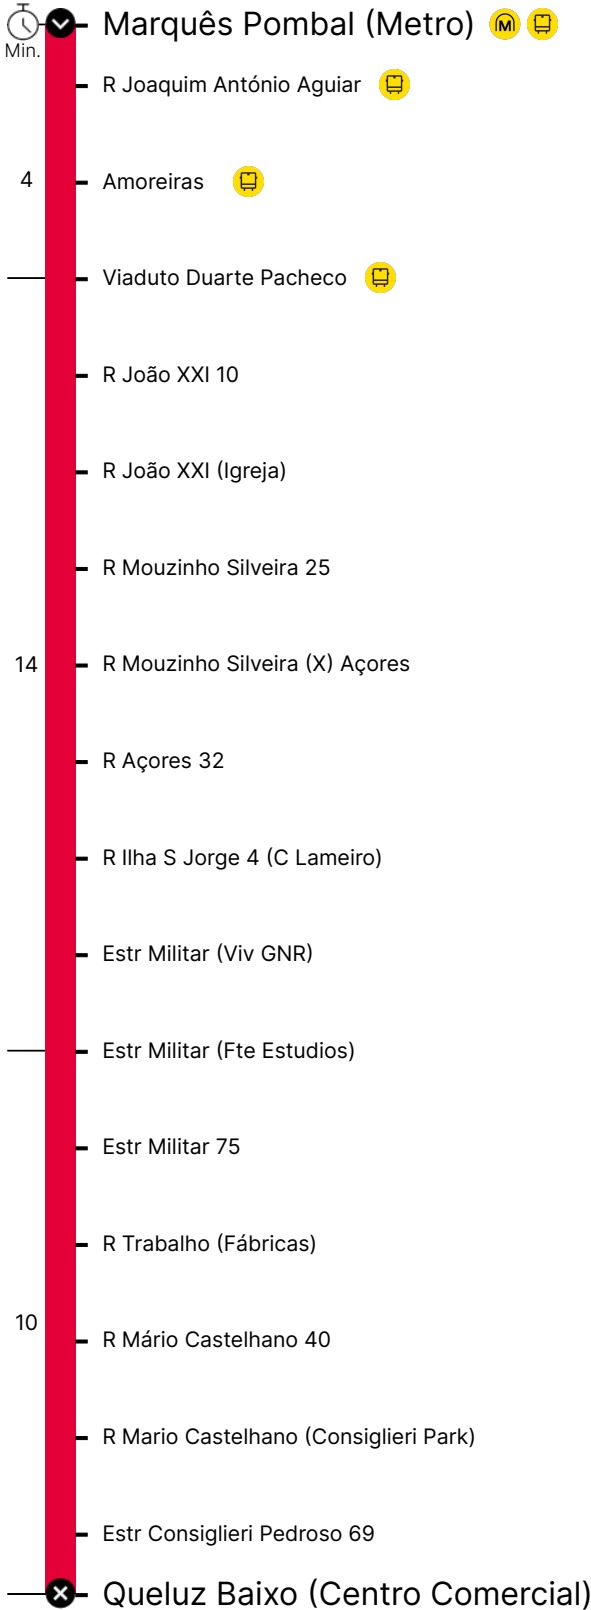 Marquês Pombal (Metro) M
Min.
R Joaquim António Aguiar
4
Amoreiras
Viaduto Duarte Pacheco
R João XXI 10
R João XXI (Igreja)
R Mouzinho Silveira 25
14
R Mouzinho Silveira (X) Açores
R Açores 32
R Ilha S Jorge 4 (C Lameiro)
Estr Militar (Viv GNR)
Estr Militar (Fte Estudios)
Estr Militar 75
R Trabalho (Fábricas)
10
R Mário Castelhano 40
R Mario Castelhano (Consiglieri Park)
Estr Consiglieri Pedroso 69
Queluz Baixo (Centro Comercial)